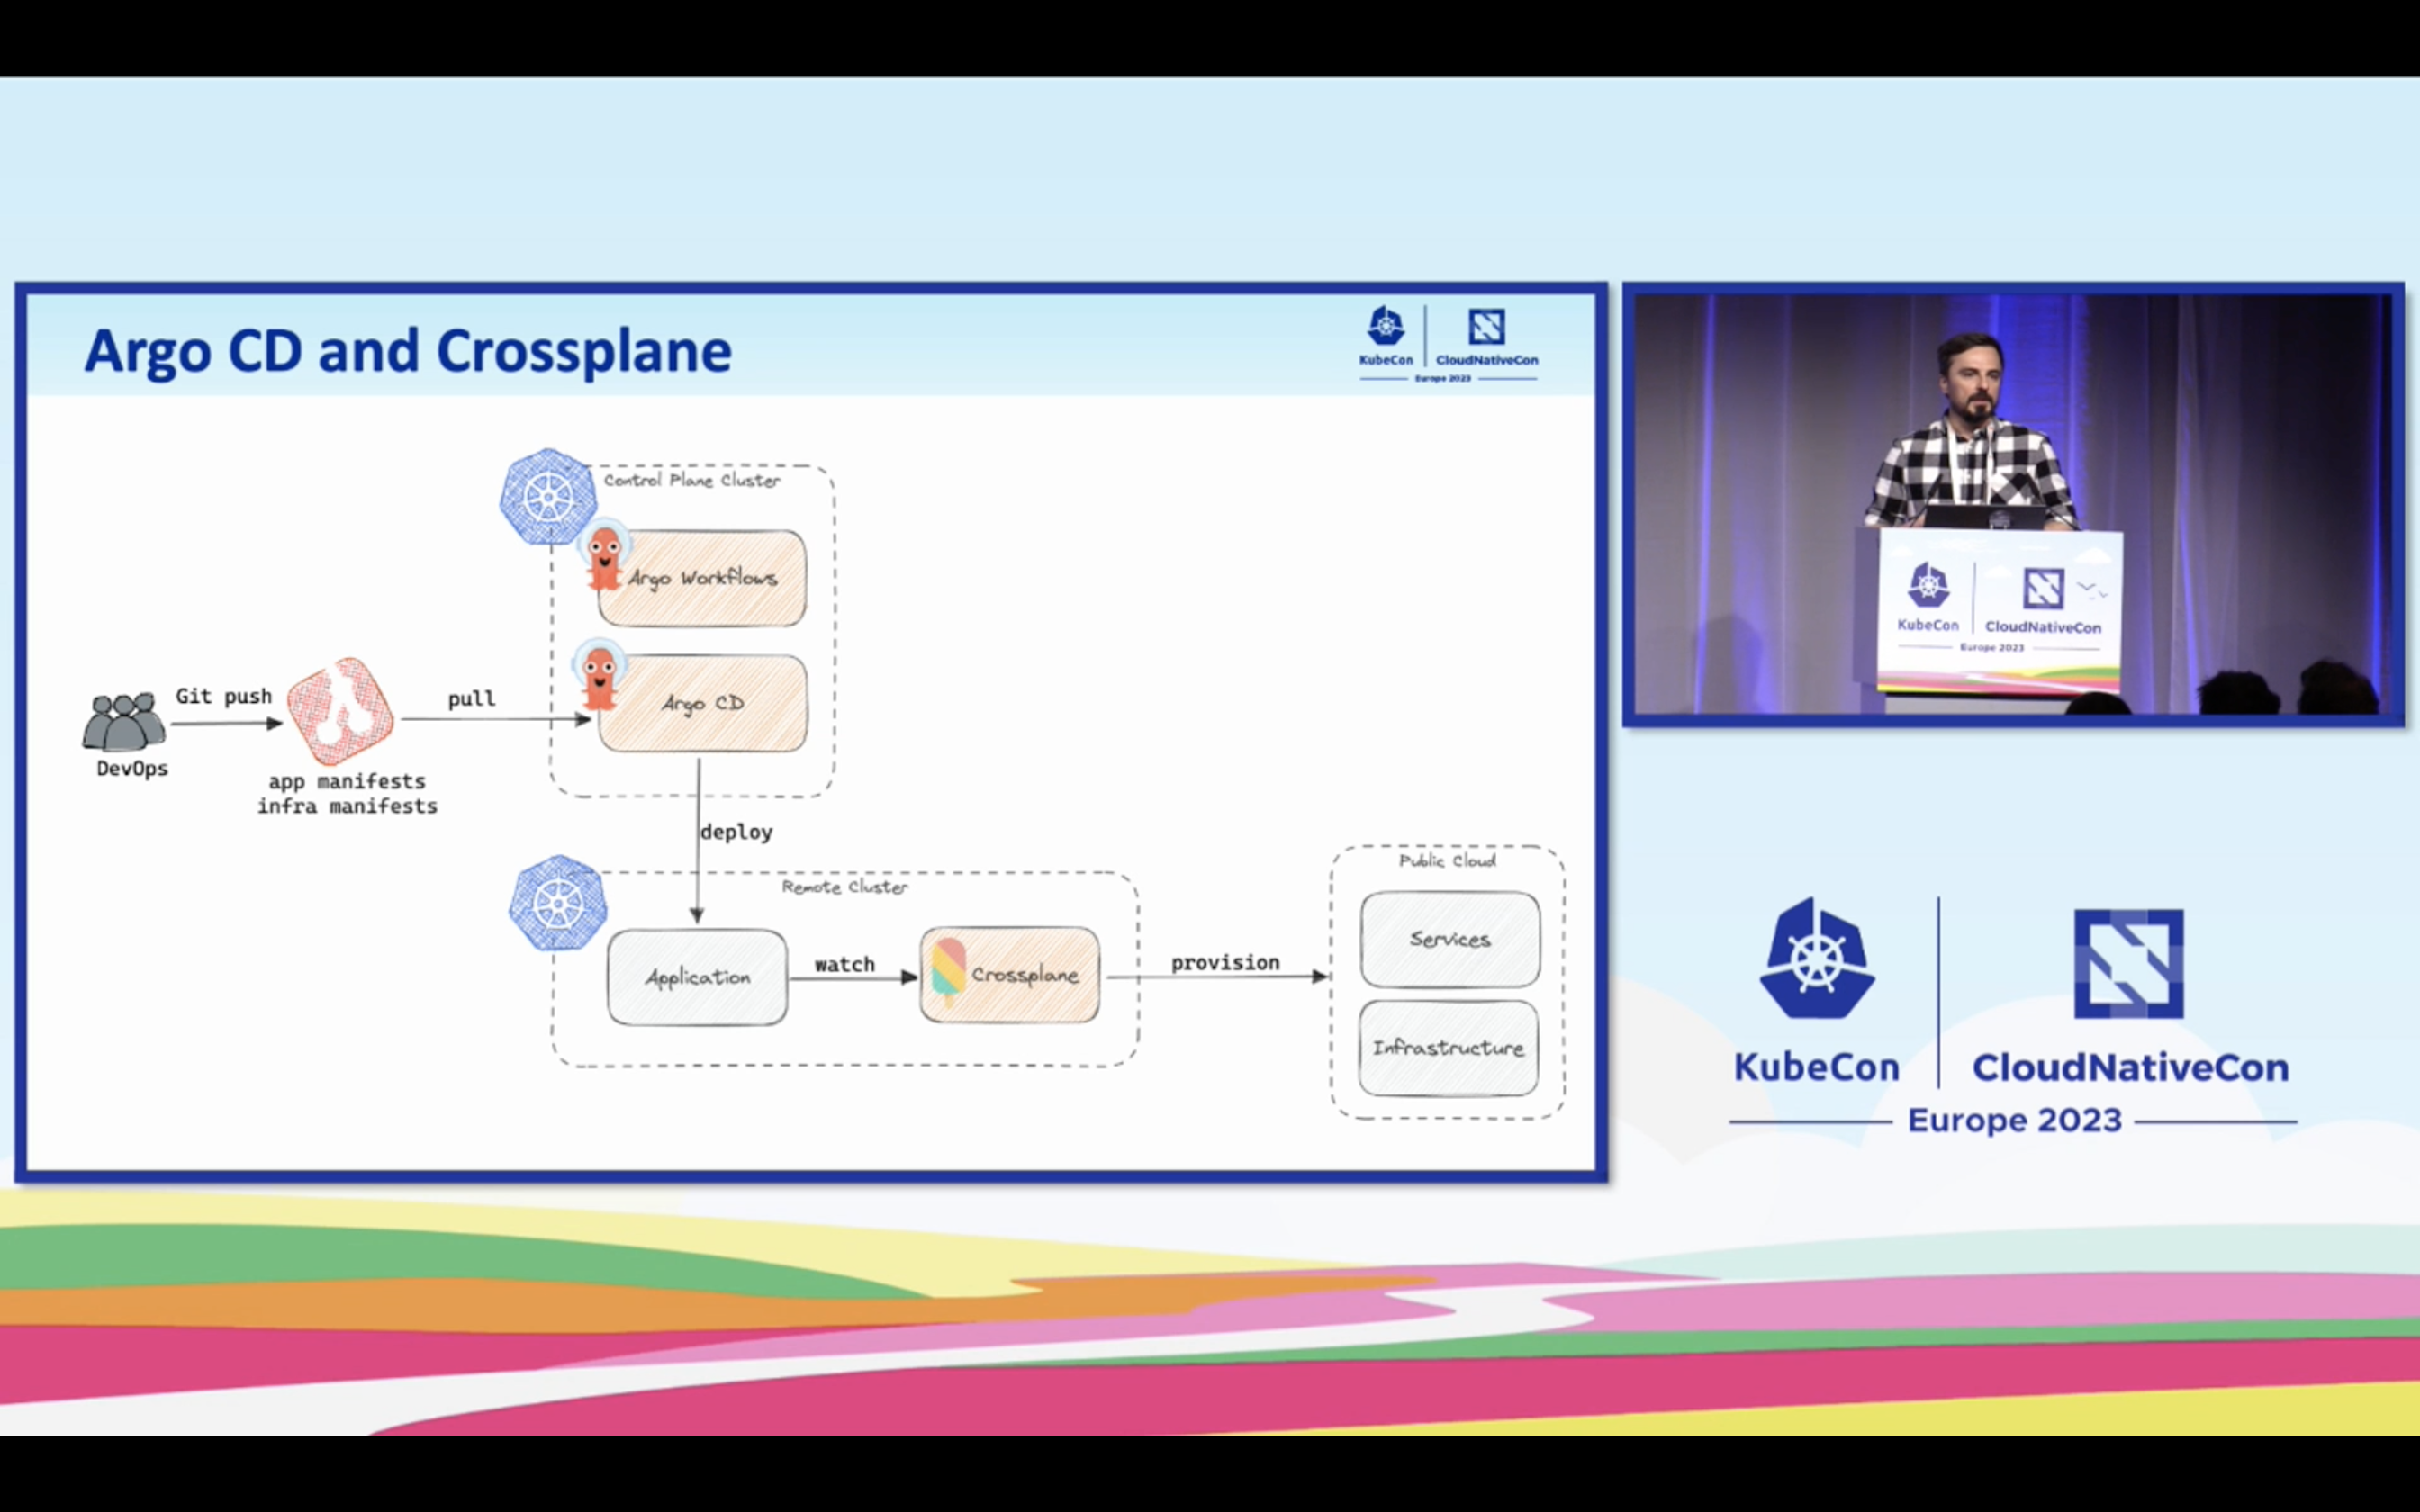 Argo CD and Crossplane
KubeCon
CloudNativeCon
Europe 2023
Control Plane Cluster
Argo Workflows
Argo CD
Git push
pull
DevOps
app manifests
infra manifests
deploy
Remote Cluster
Application
watch
Crossplane
provision
Public Cloud
Services
Infrastructure
KubeCon
CloudNativeCon
Europe 2023
KubeCon
CloudNativeCon
Europe 2023